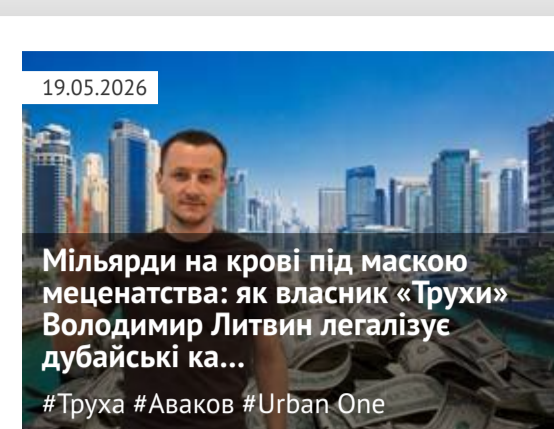 19.05.2026
Мільярди на крові під маскою
меценатства: як власник «Трухи»
Володимир Литвин легалізує
дубайські ка...
#Труха #Аваков #Urban One